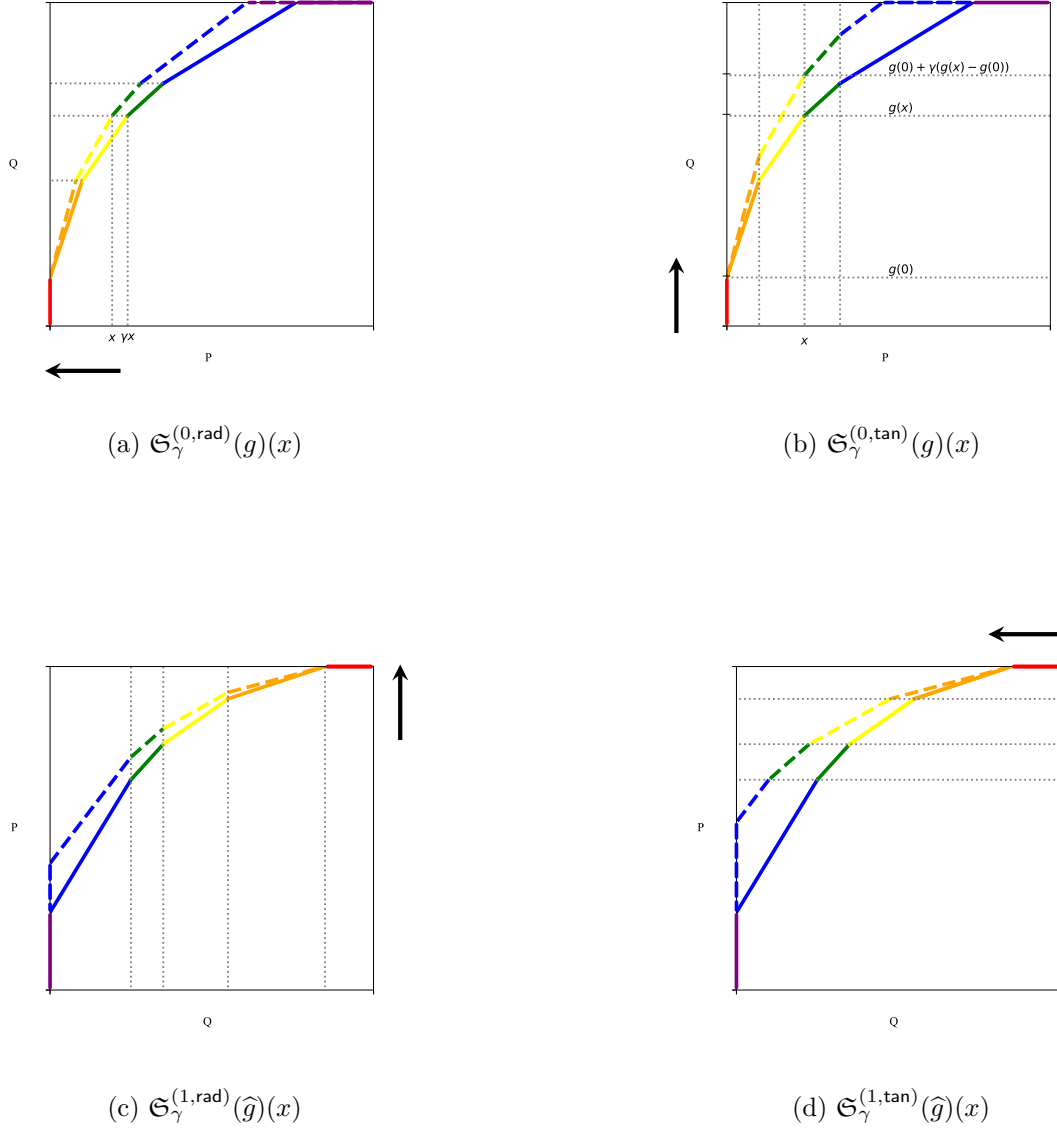 Q
x γx
P
(a) 𝔖_γ^{(0,rad)}(g)(x)
g(0) + γ(g(x) − g(0))
g(x)
Q
g(0)
x
P
(b) 𝔖_γ^{(0,tan)}(g)(x)
P
Q
(c) 𝔖_γ^{(1,rad)}(ĝ)(x)
P
Q
(d) 𝔖_γ^{(1,tan)}(ĝ)(x)